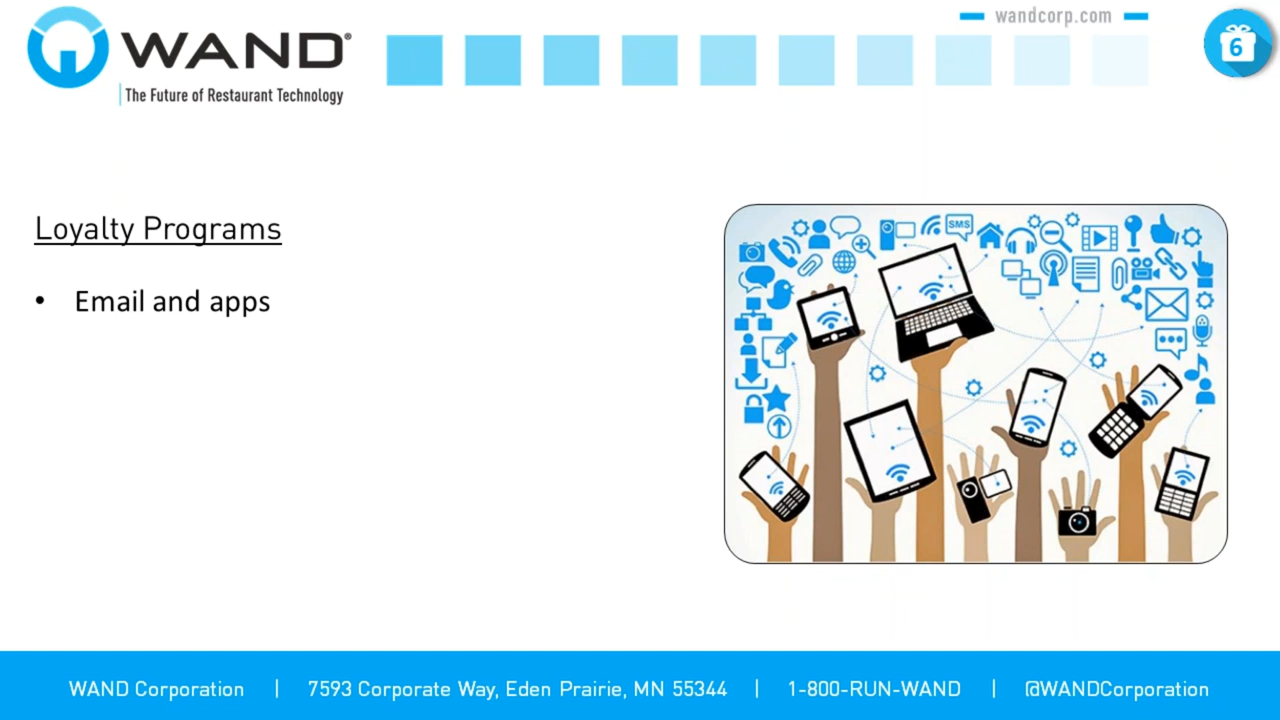 wandcorp.com
WAND®
The Future of Restaurant Technology
6
Loyalty Programs
• Email and apps
SMS
WAND Corporation | 7593 Corporate Way, Eden Prairie, MN 55344 | 1-800-RUN-WAND | @WANDCorporation